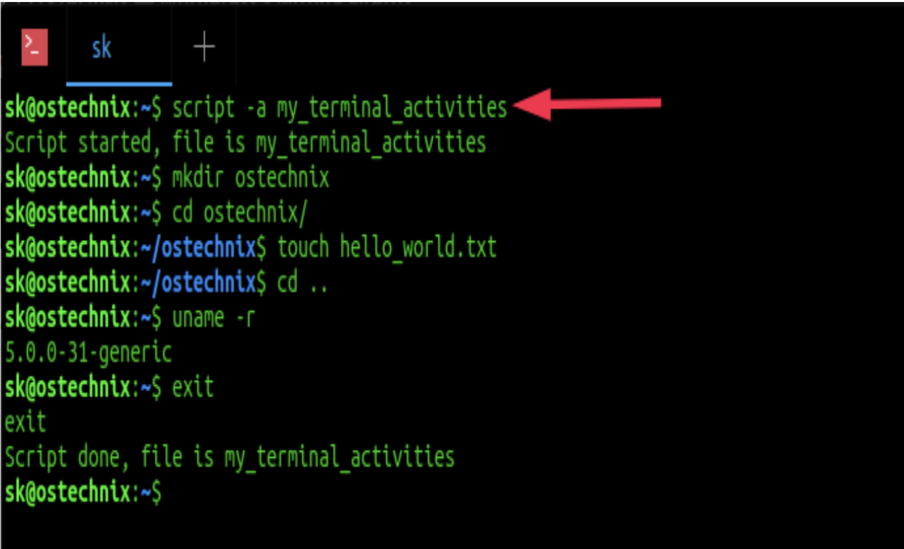 sk
sk@ostechnix:~$ script -a my_terminal_activities
Script started, file is my_terminal_activities
sk@ostechnix:~$ mkdir ostechnix
sk@ostechnix:~$ cd ostechnix/
sk@ostechnix:~/ostechnix$ touch hello_world.txt
sk@ostechnix:~/ostechnix$ cd ..
sk@ostechnix:~$ uname -r
5.0.0-31-generic
sk@ostechnix:~$ exit
exit
Script done, file is my_terminal_activities
sk@ostechnix:~$